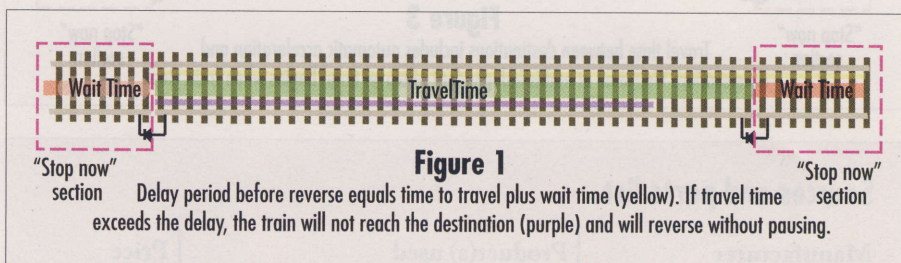 Wait Time
TravelTime
Wait Time
"Stop now"
section
"Stop now"
section
Figure 1
Delay period before reverse equals time to travel plus wait time (yellow). If travel time
exceeds the delay, the train will not reach the destination (purple) and will reverse without pausing.